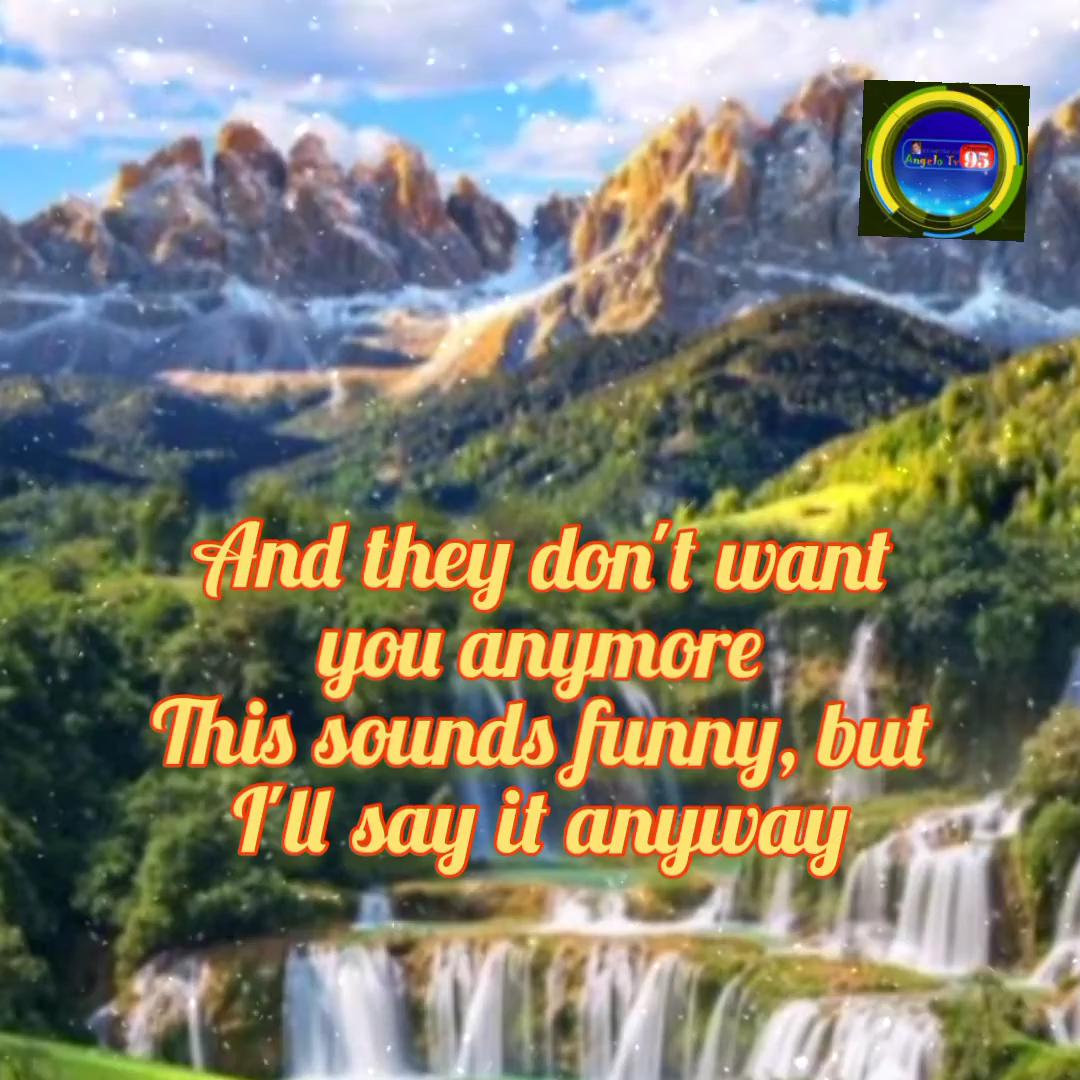 Angelo Tv 95
And they don't want
you anymore
This sounds funny, but
I'll say it anyway